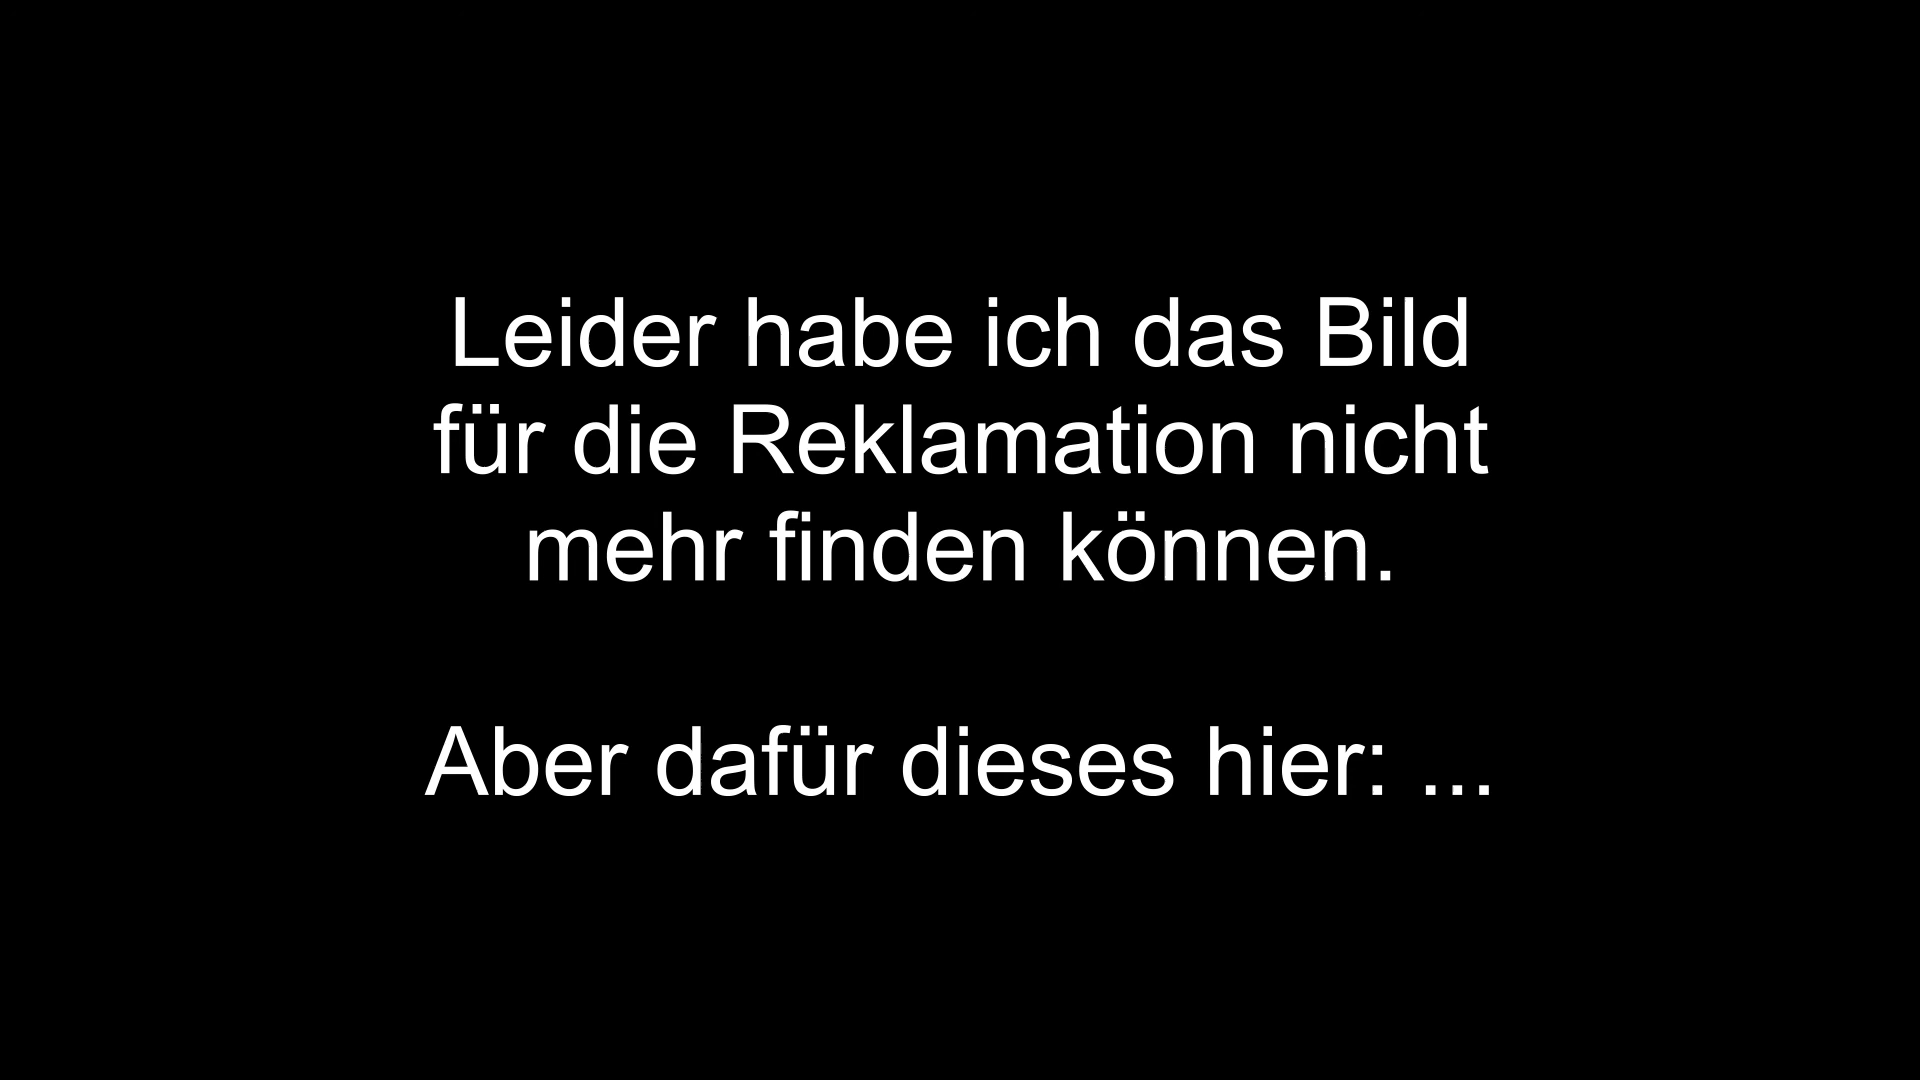 Leider habe ich das Bild
für die Reklamation nicht
mehr finden können.
Aber dafür dieses hier: ...